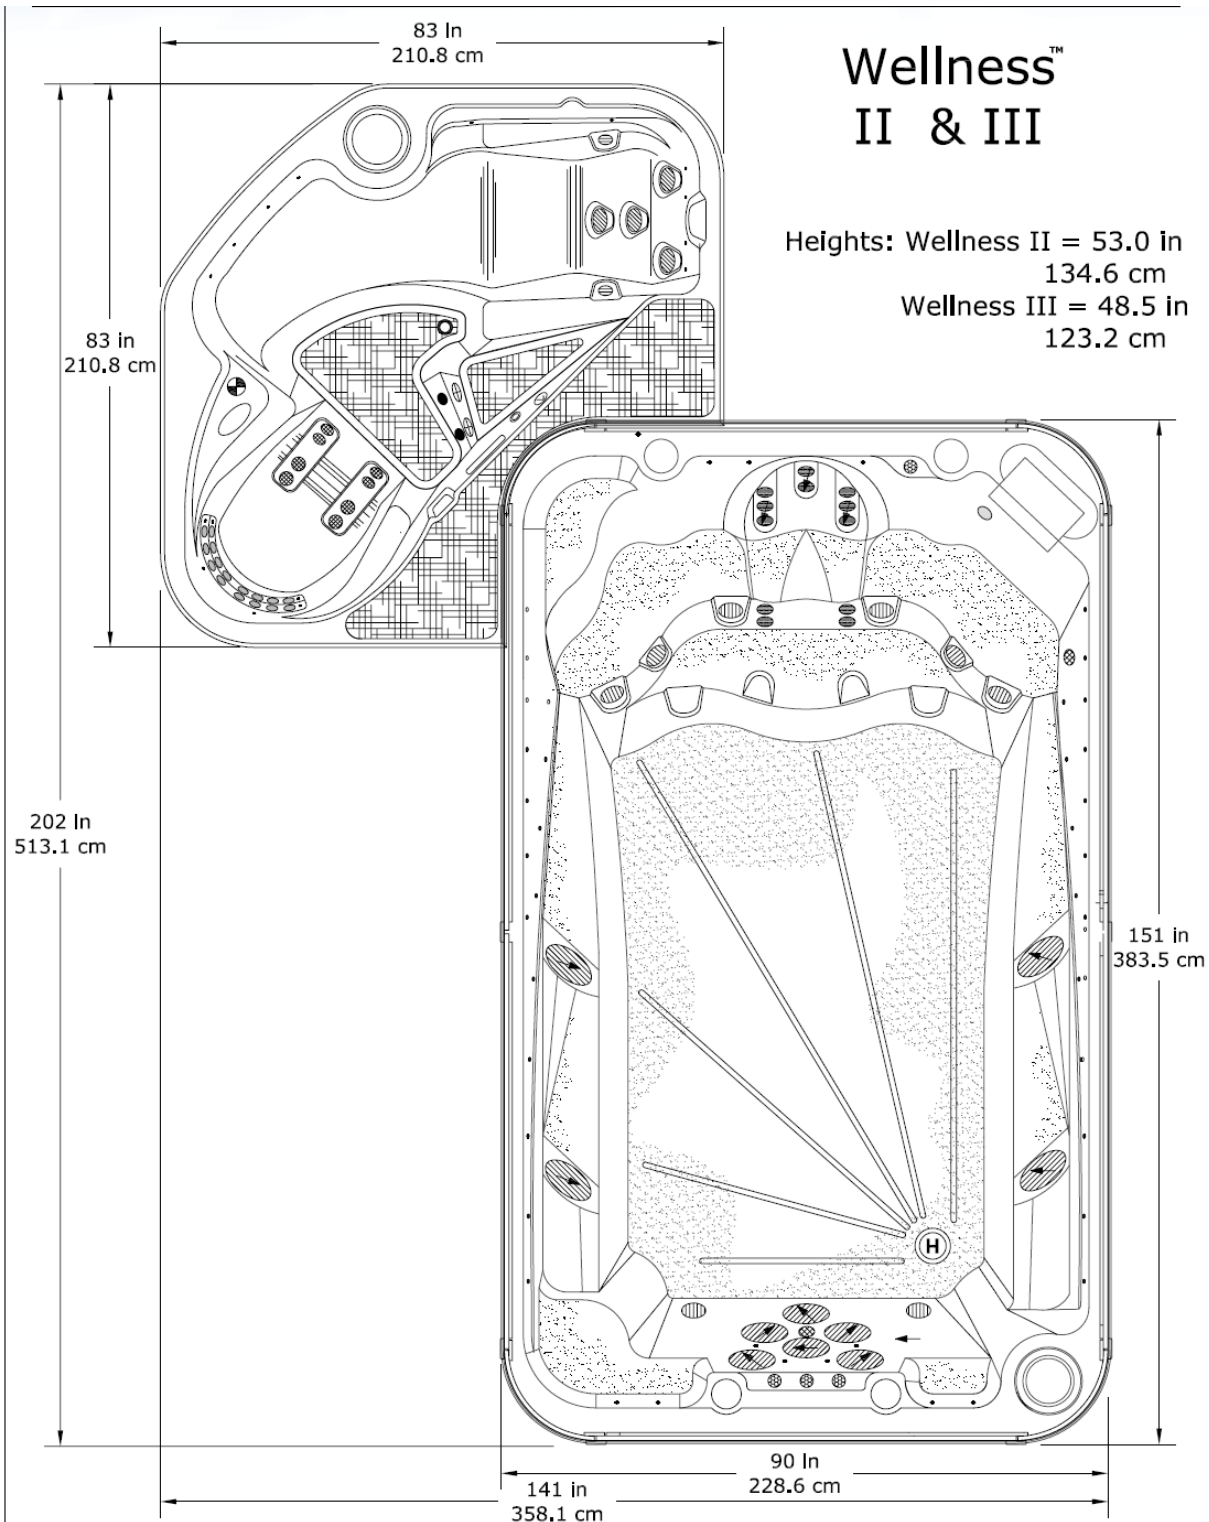 83 In
210.8 cm
Wellness™
II & III
Heights: Wellness II = 53.0 in
134.6 cm
Wellness III = 48.5 in
123.2 cm
83 in
210.8 cm
202 In
513.1 cm
151 in
383.5 cm
H
90 In
228.6 cm
141 in
358.1 cm